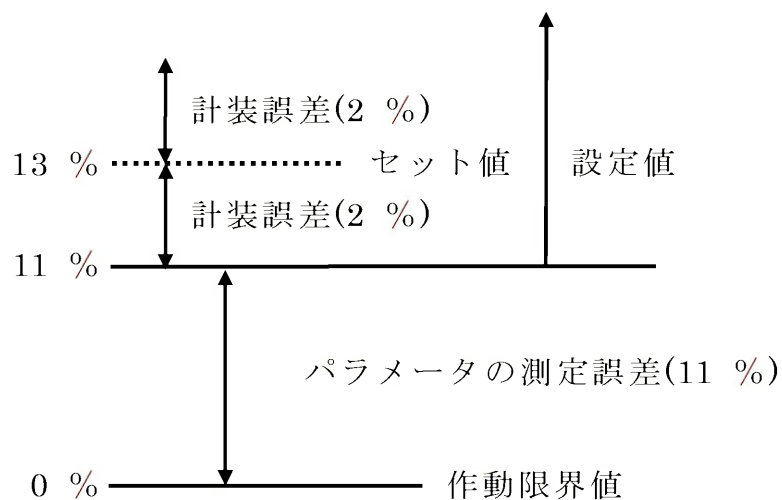 計装誤差(2 %)
13 % セット値 設定値
計装誤差(2 %)
11 %
パラメータの測定誤差(11 %)
0 % 作動限界値